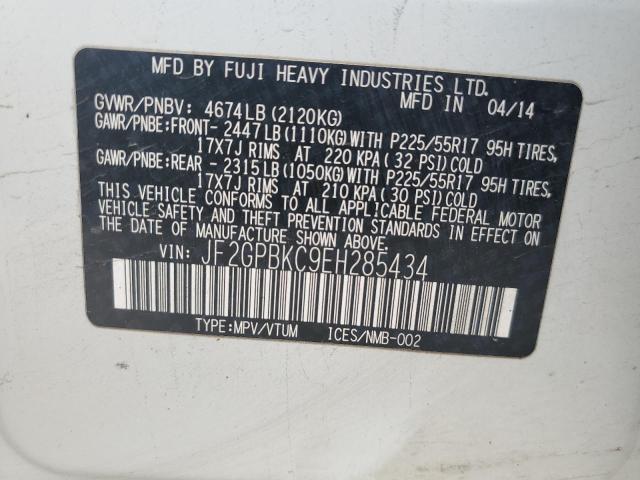 MFD BY FUJI HEAVY INDUSTRIES LTD.
MFD IN 04/14
GVWR/PNBV: 4674LB(2120KG)
GAWR/PNBE:FRONT- 2447LB(1110KG)WITH P225/55R17 95H TIRES,
17X7J RIMS AT 220 KPA(32 PSI)COLD
GAWR/PNBE:REAR - 2315LB(1050KG)WITH P225/55R17 95H TIRES,
17X7J RIMS AT 210 KPA(30 PSI)COLD
THIS VEHICLE CONFORMS TO ALL APPLICABLE FEDERAL MOTOR
VEHICLE SAFETY AND THEFT PREVENTION STANDARDS IN EFFECT ON
THE DATE OF MANUFACTURE SHOWN ABOVE.
VIN: JF2GPBKC9EH285434
TYPE:MPV/VTUM ICES/NMB-002